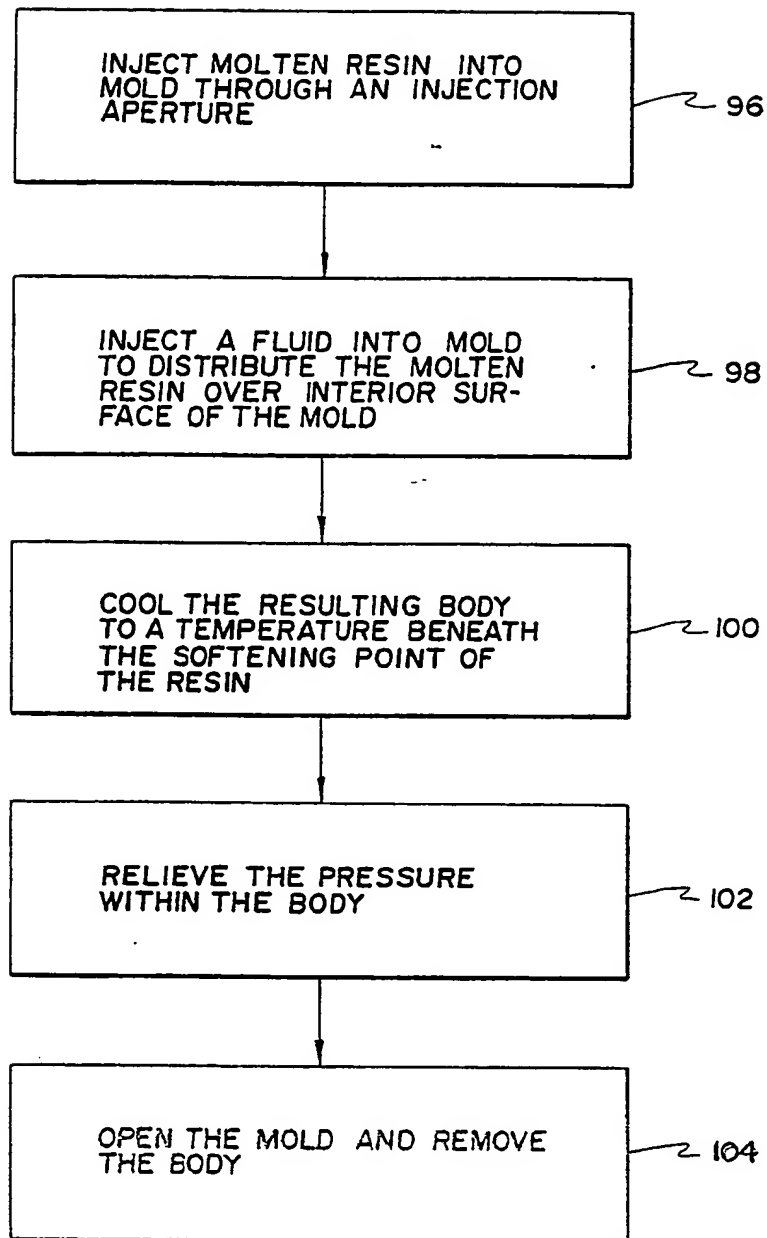 INJECT MOLTEN RESIN INTO
MOLD THROUGH AN INJECTION
APERTURE
96
INJECT A FLUID INTO MOLD
TO DISTRIBUTE THE MOLTEN
RESIN OVER INTERIOR SUR-
FACE OF THE MOLD
98
COOL THE RESULTING BODY
TO A TEMPERATURE BENEATH
THE SOFTENING POINT OF
THE RESIN
100
RELIEVE THE PRESSURE
WITHIN THE BODY
102
OPEN THE MOLD AND REMOVE
THE BODY
104